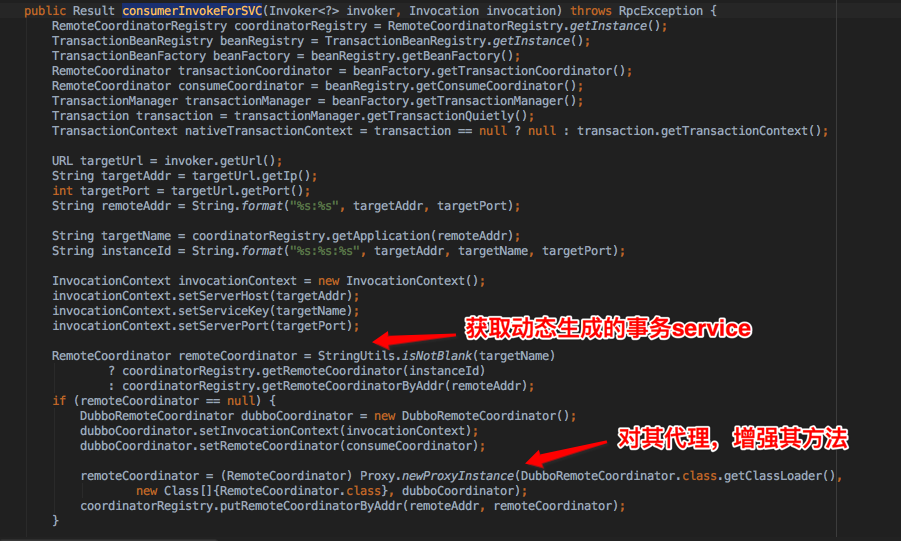 public Result consumerInvokeForSVC(Invoker<?> invoker, Invocation invocation) throws RpcException {
RemoteCoordinatorRegistry coordinatorRegistry = RemoteCoordinatorRegistry.getInstance();
TransactionBeanRegistry beanRegistry = TransactionBeanRegistry.getInstance();
TransactionBeanFactory beanFactory = beanRegistry.getBeanFactory();
RemoteCoordinator transactionCoordinator = beanFactory.getTransactionCoordinator();
RemoteCoordinator consumeCoordinator = beanRegistry.getConsumeCoordinator();
TransactionManager transactionManager = beanFactory.getTransactionManager();
Transaction transaction = transactionManager.getTransactionQuietly();
TransactionContext nativeTransactionContext = transaction == null ? null : transaction.getTransactionContext();
URL targetUrl = invoker.getUrl();
String targetAddr = targetUrl.getIp();
int targetPort = targetUrl.getPort();
String remoteAddr = String.format("%s:%s", targetAddr, targetPort);
String targetName = coordinatorRegistry.getApplication(remoteAddr);
String instanceId = String.format("%s:%s:%s", targetAddr, targetName, targetPort);
InvocationContext invocationContext = new InvocationContext();
invocationContext.setServerHost(targetAddr);
invocationContext.setServiceKey(targetName);
invocationContext.setServerPort(targetPort);
获取动态生成的事务service
RemoteCoordinator remoteCoordinator = StringUtils.isNotBlank(targetName)
? coordinatorRegistry.getRemoteCoordinator(instanceId)
: coordinatorRegistry.getRemoteCoordinatorByAddr(remoteAddr);
if (remoteCoordinator == null) {
DubboRemoteCoordinator dubboCoordinator = new DubboRemoteCoordinator();
dubboCoordinator.setInvocationContext(invocationContext);
dubboCoordinator.setRemoteCoordinator(consumeCoordinator);
对其代理，增强其方法
remoteCoordinator = (RemoteCoordinator) Proxy.newProxyInstance(DubboRemoteCoordinator.class.getClassLoader(),
new Class[]{RemoteCoordinator.class}, dubboCoordinator);
coordinatorRegistry.putRemoteCoordinatorByAddr(remoteAddr, remoteCoordinator);
}